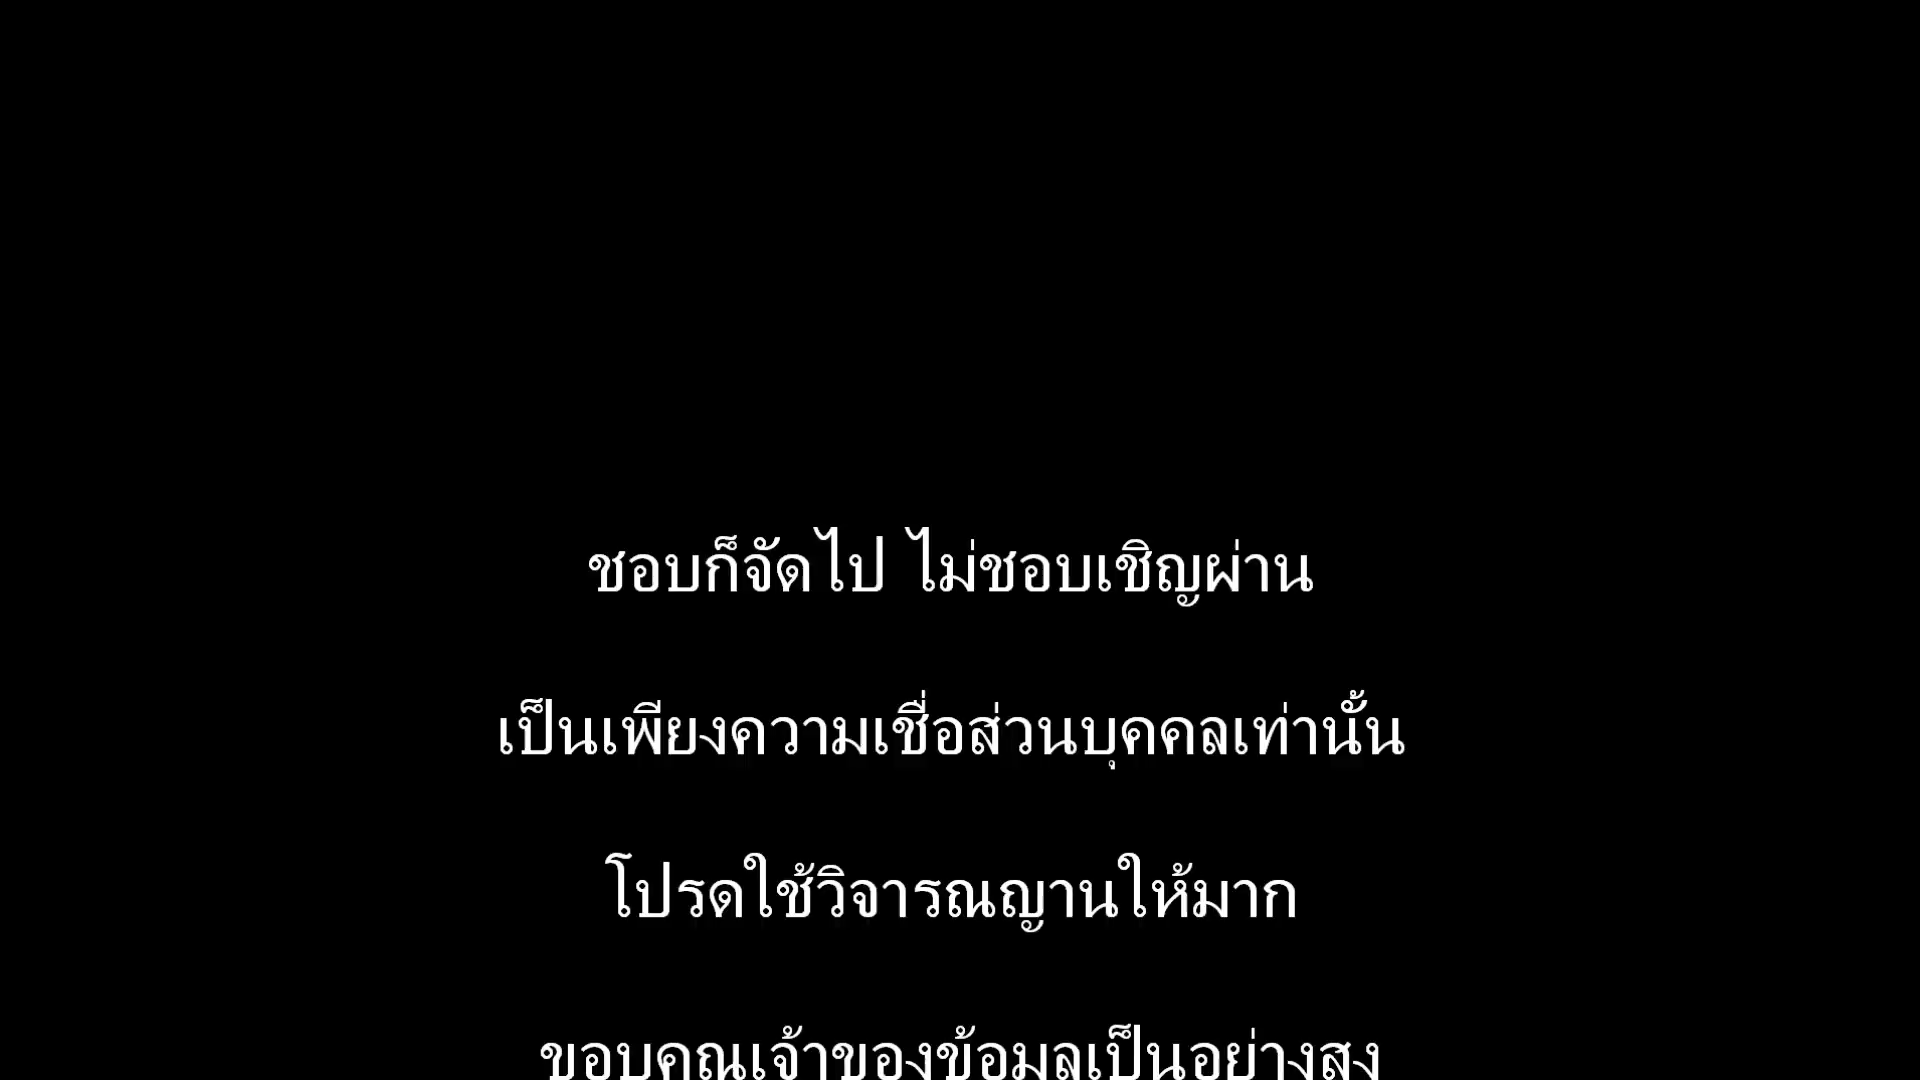 ชอบก็จัดไป ไม่ชอบเชิญผ่าน
เป็นเพียงความเชื่อส่วนบุคคลเท่านั้น
โปรดใช้วิจารณญานให้มาก
ขอบคุณเจ้าของข้อมูลเป็นอย่างสูง